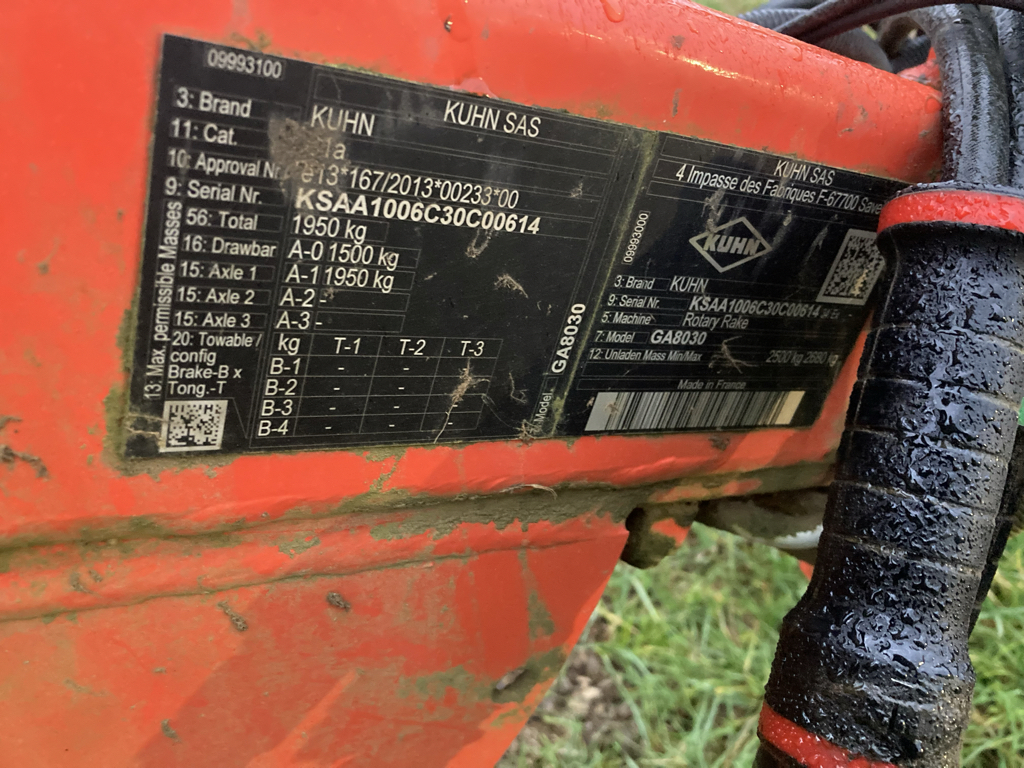 09993100
3: Brand KUHN KUHN SAS
11: Cat. 1a
10: Approval Nr. e13*167/2013*00233*00
9: Serial Nr. KSAA1006C30C00614
13: Max. permissible Masses
56: Total 1950 kg
16: Drawbar A-0 1500 kg
15: Axle 1 A-1 1950 kg
15: Axle 2 A-2 -
15: Axle 3 A-3 -
20: Towable / kg T-1 T-2 T-3
config B-1 - - -
Brake-B x B-2 - - -
Tong.-T B-3 - - -
B-4 - - -
Model GA8030
KUHN SAS
4 Impasse des Fabriques F-67700
09993000
KUHN
3: Brand KUHN
9: Serial Nr. KSAA1006C30C00614
5: Machine Rotary Rake
7: Model GA8030
12: Unladen Mass Min/Max 2500 kg 2680 kg
Made in France